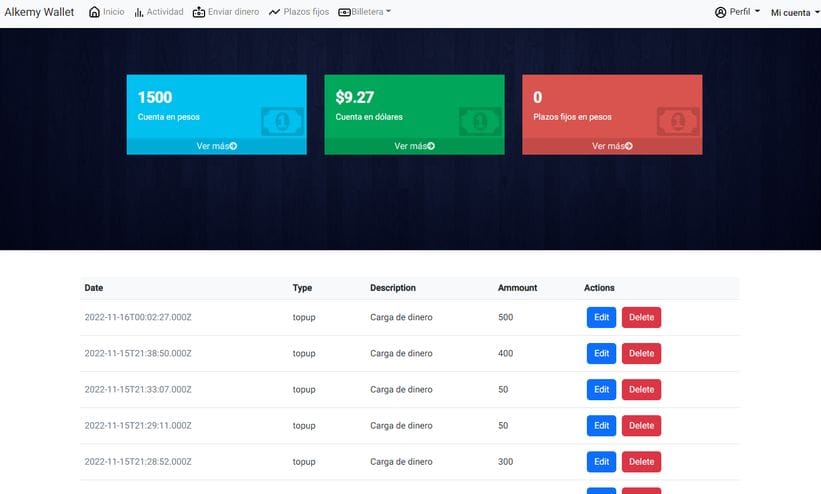 Alkemy Wallet Inicio Actividad Enviar dinero Plazos fijos Billetera Perfil Mi cuenta
1500 $9.27 0
Cuenta en pesos Cuenta en dólares Plazos fijos en pesos
1 1 1
Ver más Ver más Ver más
Date Type Description Ammount Actions
2022-11-16T00:02:27.000Z topup Carga de dinero 500 Edit Delete
2022-11-15T21:38:50.000Z topup Carga de dinero 400 Edit Delete
2022-11-15T21:33:07.000Z topup Carga de dinero 50 Edit Delete
2022-11-15T21:29:11.000Z topup Carga de dinero 50 Edit Delete
2022-11-15T21:28:52.000Z topup Carga de dinero 300 Edit Delete